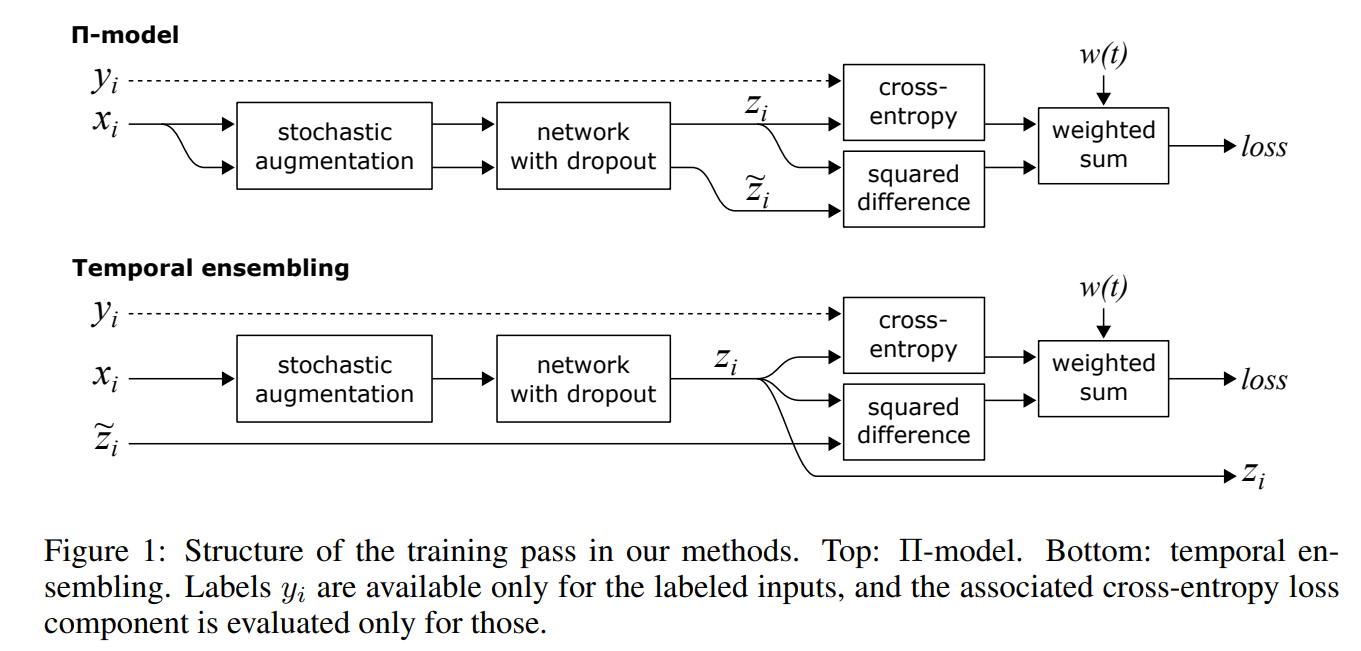 Π-model
y_i
x_i
stochastic
augmentation
network
with dropout
z_i
z̃_i
cross-
entropy
squared
difference
w(t)
weighted
sum
loss
Temporal ensembling
y_i
x_i
z̃_i
stochastic
augmentation
network
with dropout
z_i
cross-
entropy
squared
difference
w(t)
weighted
sum
loss
z_i
Figure 1: Structure of the training pass in our methods. Top: Π-model. Bottom: temporal en-
sembling. Labels y_i are available only for the labeled inputs, and the associated cross-entropy loss
component is evaluated only for those.